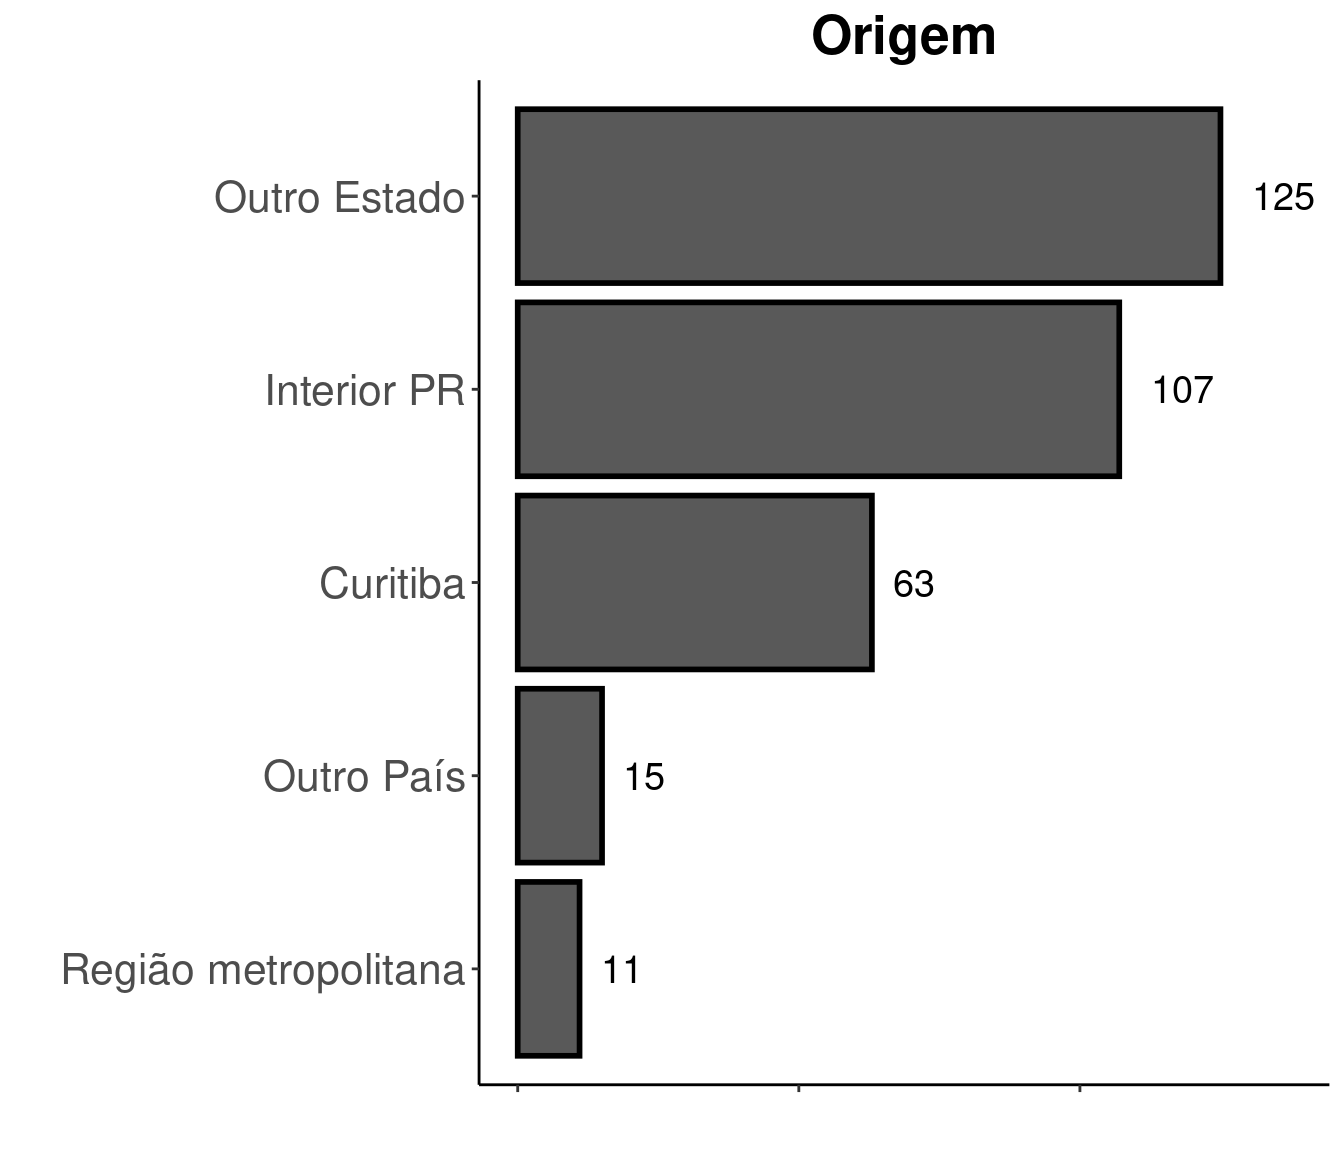 Origem
Outro Estado 125
Interior PR 107
Curitiba 63
Outro País 15
Região metropolitana 11